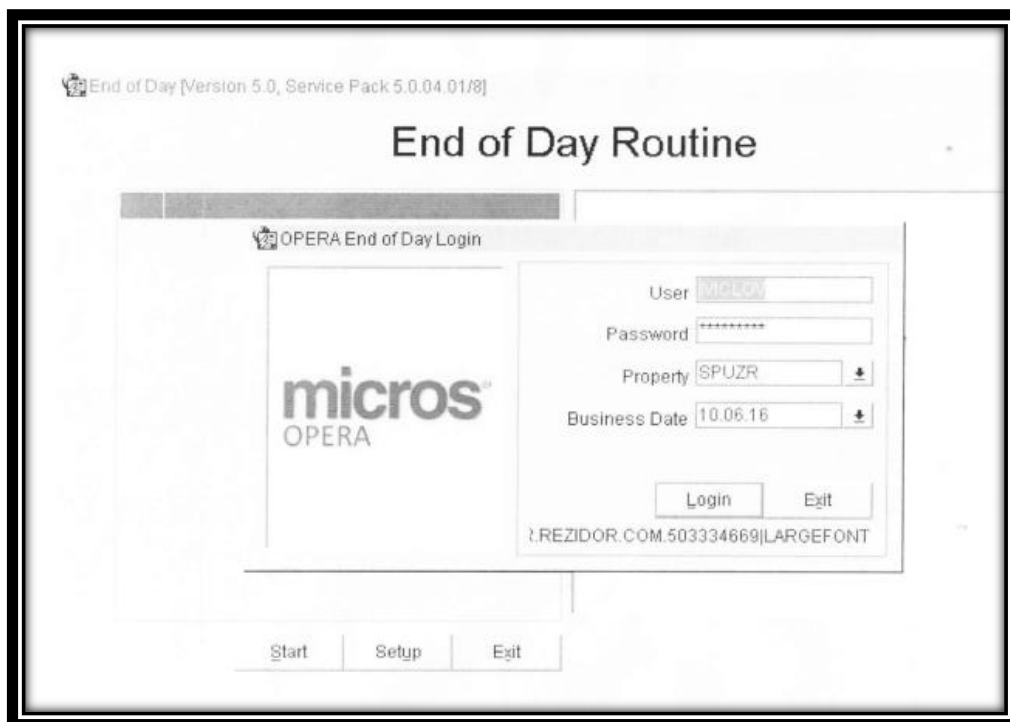 End of Day [Version 5.0, Service Pack 5.0.04.01/8]
End of Day Routine
OPERA End of Day Login
User
Password *********
Property SPUZR
Business Date 10.06.16
micros
OPERA
Login Exit
.REZIDOR.COM.503334669|LARGEFONT
Start Setup Exit